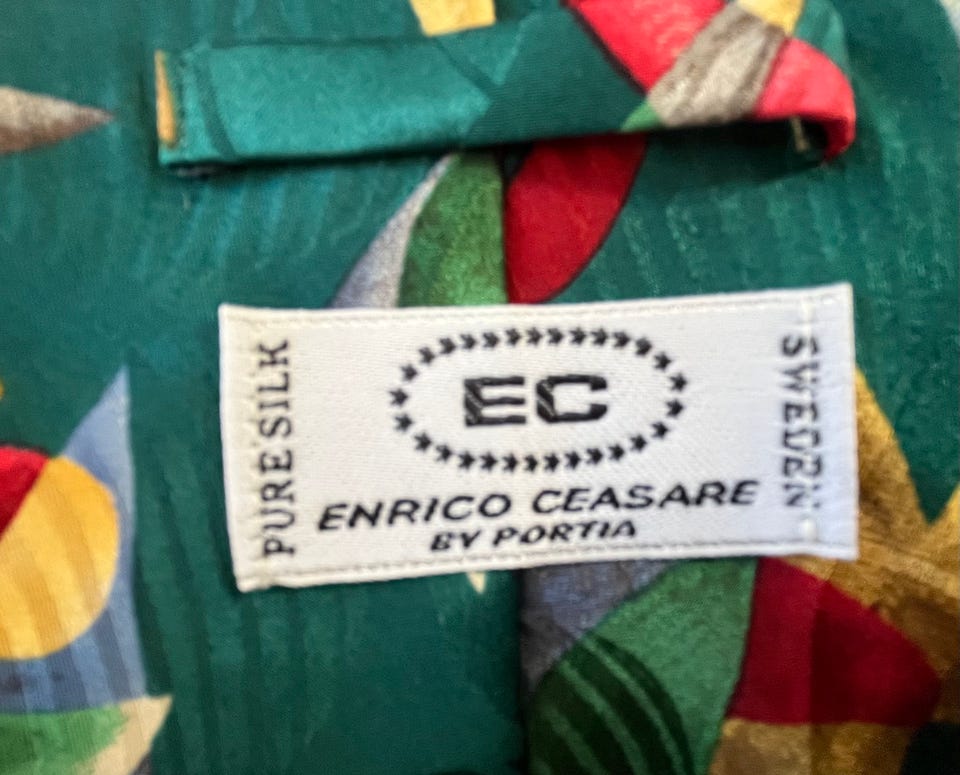 PURE SILK
EC
ENRICO CEASARE
BY PORTIA
SWEDEN